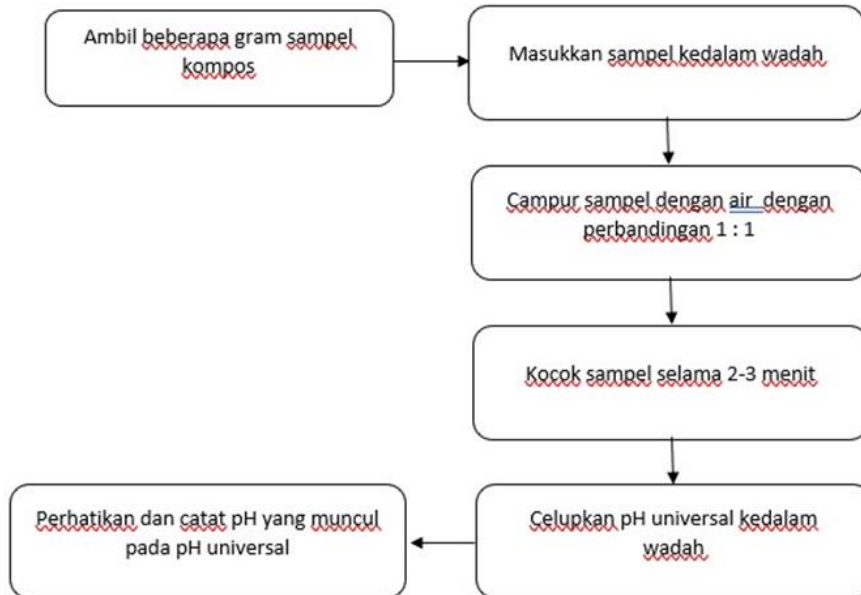 Ambil beberapa gram sampel
kompos
Masukkan sampel kedalam wadah
Campur sampel dengan air dengan
perbandingan 1 : 1
Kocok sampel selama 2-3 menit
Celupkan pH universal kedalam
wadah
Perhatikan dan catat pH yang muncul
pada pH universal